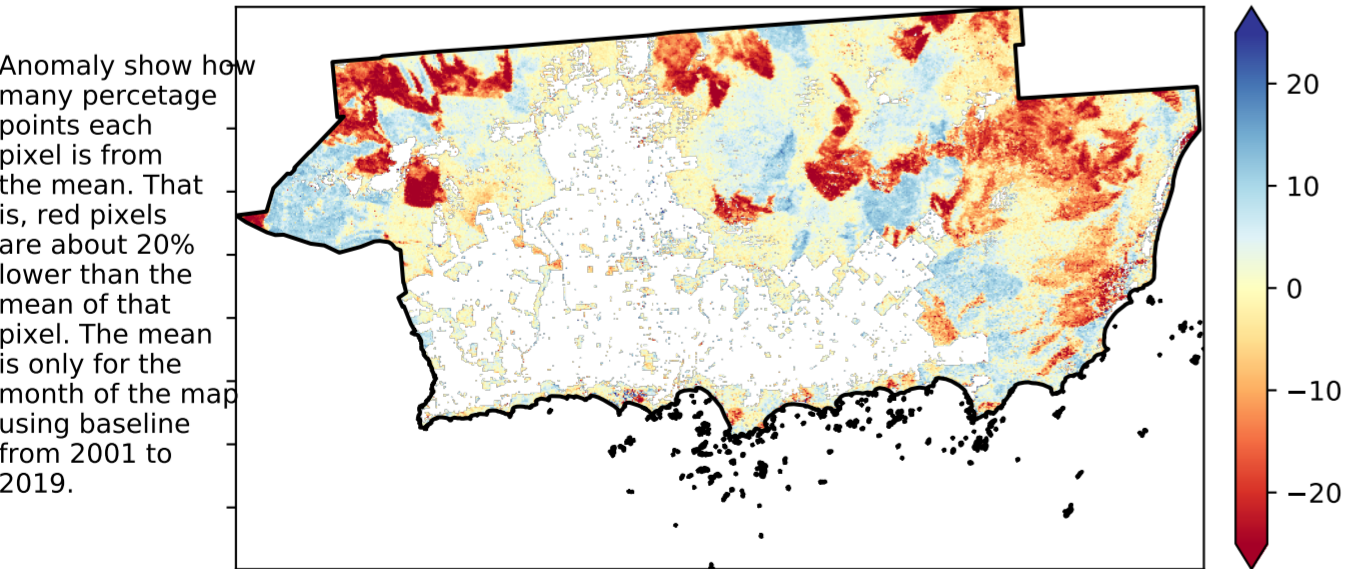 Anomaly show how
many percetage
points each
pixel is from
the mean. That
is, red pixels
are about 20%
lower than the
mean of that
pixel. The mean
is only for the
month of the map
using baseline
from 2001 to
2019.
20
10
0
−10
−20